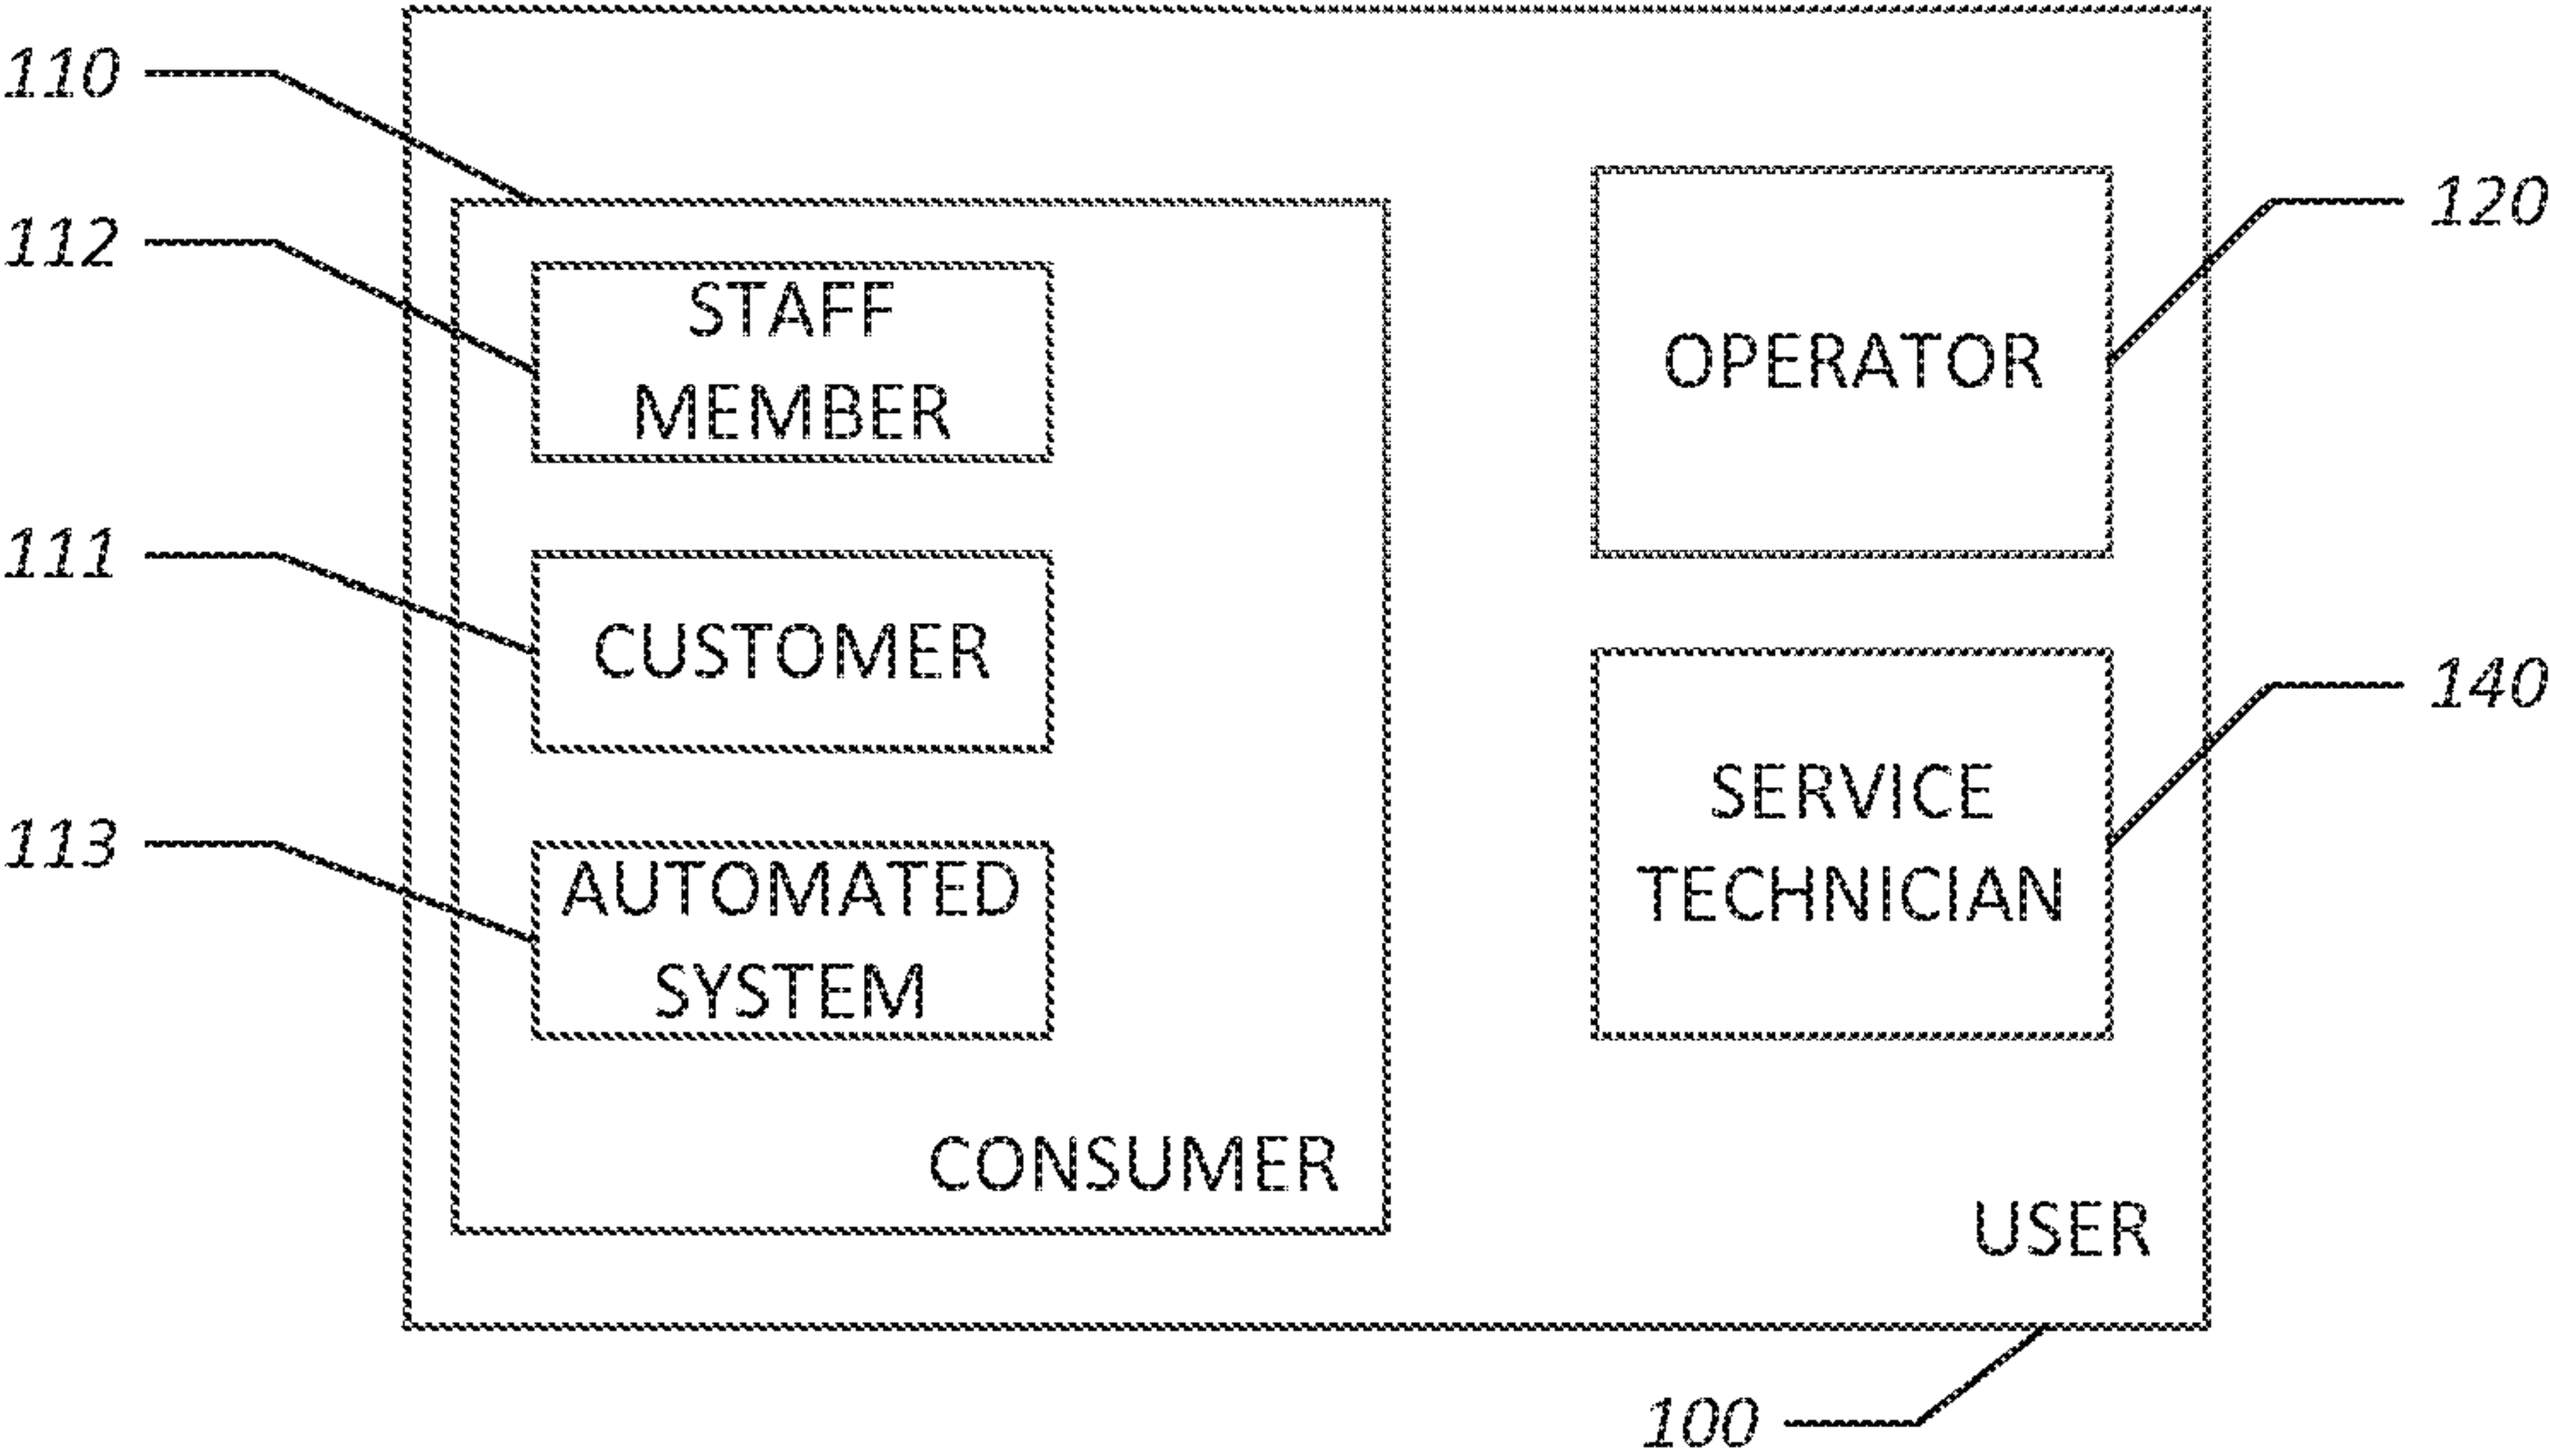 110
112
STAFF
MEMBER
111
CUSTOMER
113
AUTOMATED
SYSTEM
CONSUMER
OPERATOR
120
SERVICE
TECHNICIAN
140
USER
100